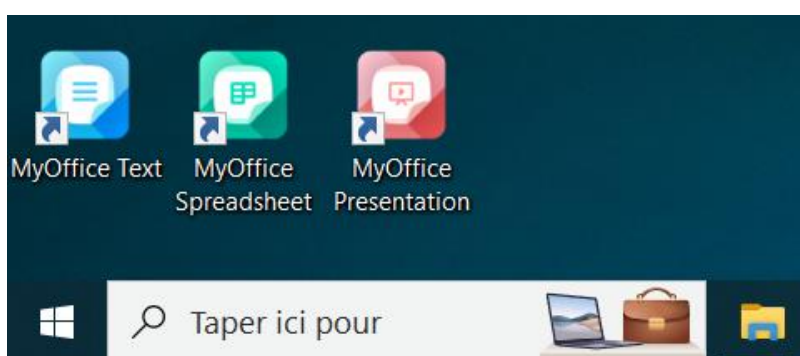 MyOffice Text
MyOffice
Spreadsheet
MyOffice
Presentation
Taper ici pour